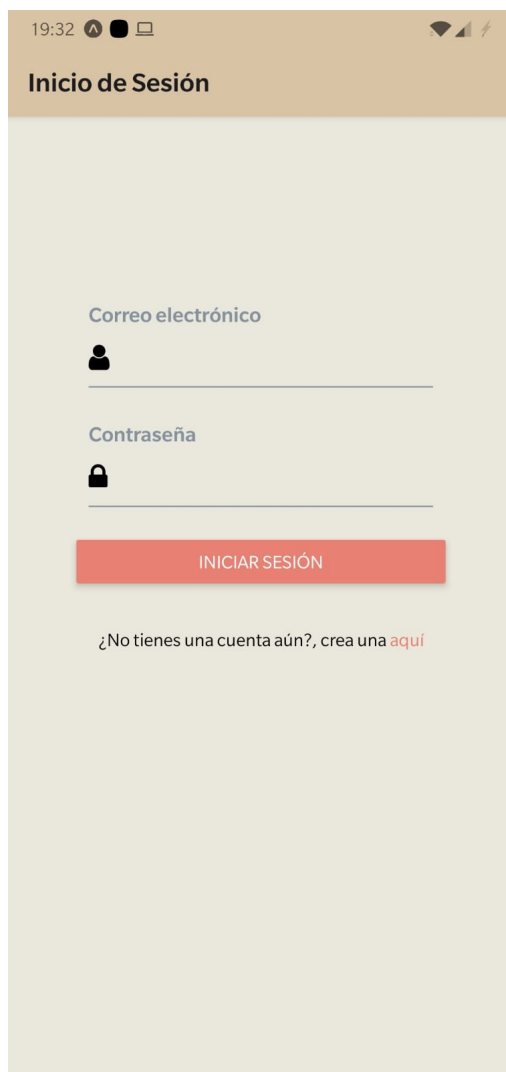 19:32
Inicio de Sesión
Correo electrónico
Contraseña
INICIAR SESIÓN
¿No tienes una cuenta aún?, crea una aquí